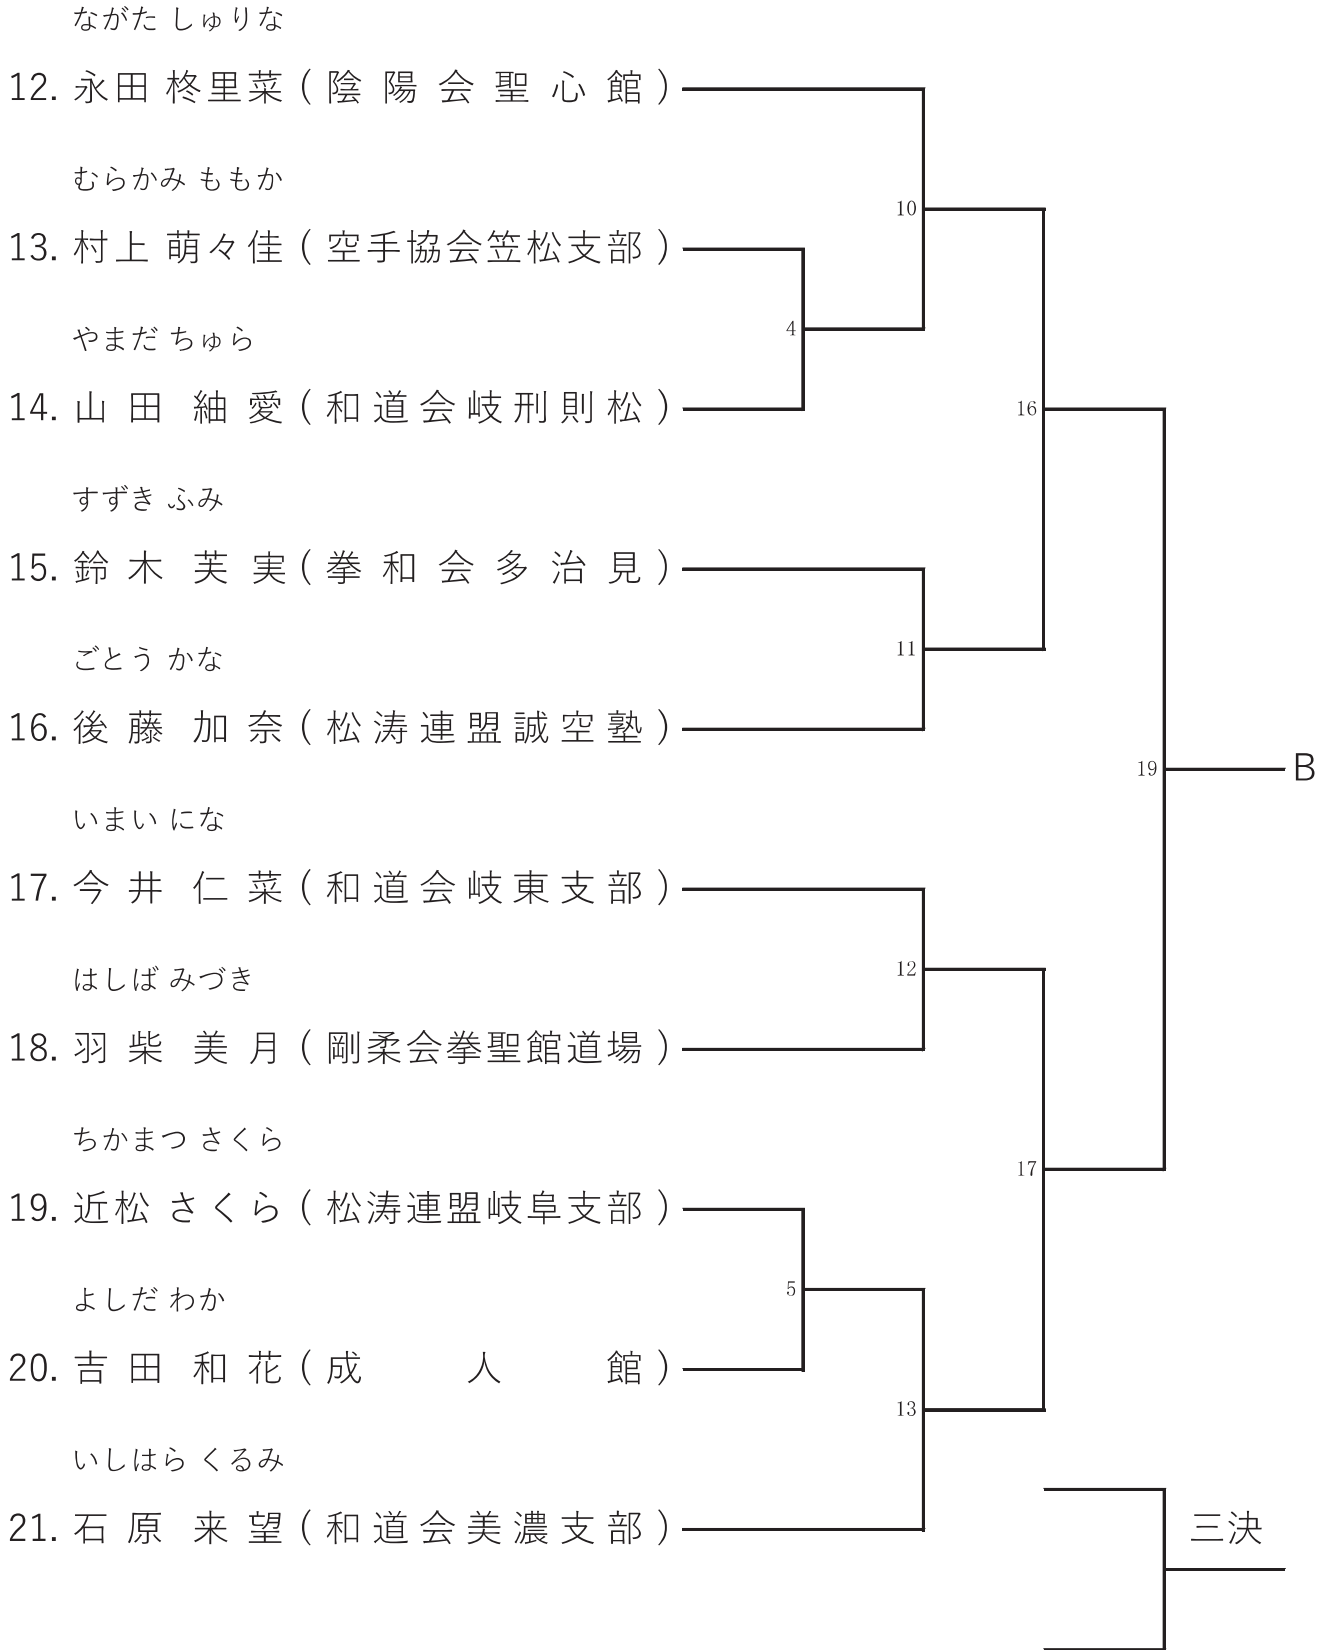 ながた しゅりな
12. 永田 柊里菜 ( 陰陽会聖心館 )
むらかみ ももか
10
13. 村上 萌々佳 ( 空手協会笠松支部 )
やまだ ちゅら
4
14. 山田 紬愛 ( 和道会岐刑則松 )
16
すずき ふみ
15. 鈴木 芙実 ( 拳和会多治見 )
ごとう かな
11
16. 後藤 加奈 ( 松涛連盟誠空塾 )
19
B
いまい にな
17. 今井 仁菜 ( 和道会岐東支部 )
はしば みづき
12
18. 羽柴 美月 ( 剛柔会拳聖館道場 )
ちかまつ さくら
17
19. 近松 さくら ( 松涛連盟岐阜支部 )
よしだ わか
5
20. 吉田 和花 ( 成人館 )
13
いしはら くるみ
21. 石原 来望 ( 和道会美濃支部 )
三決